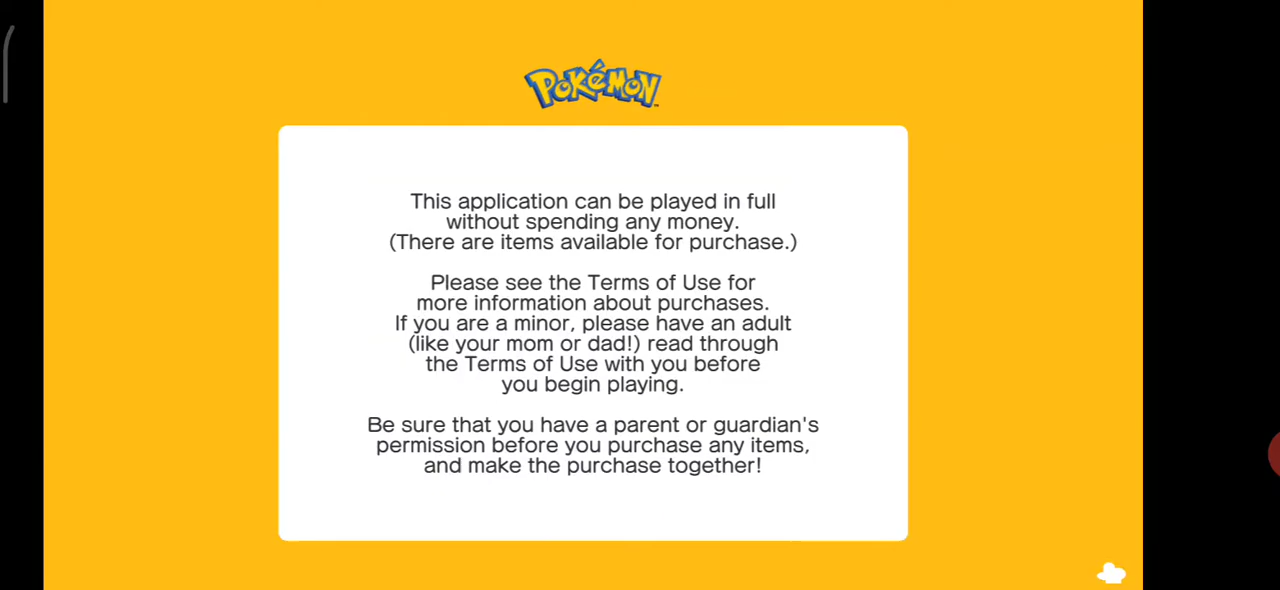 Pokémon
This application can be played in full
without spending any money.
(There are items available for purchase.)
Please see the Terms of Use for
more information about purchases.
If you are a minor, please have an adult
(like your mom or dad!) read through
the Terms of Use with you before
you begin playing.
Be sure that you have a parent or guardian's
permission before you purchase any items,
and make the purchase together!